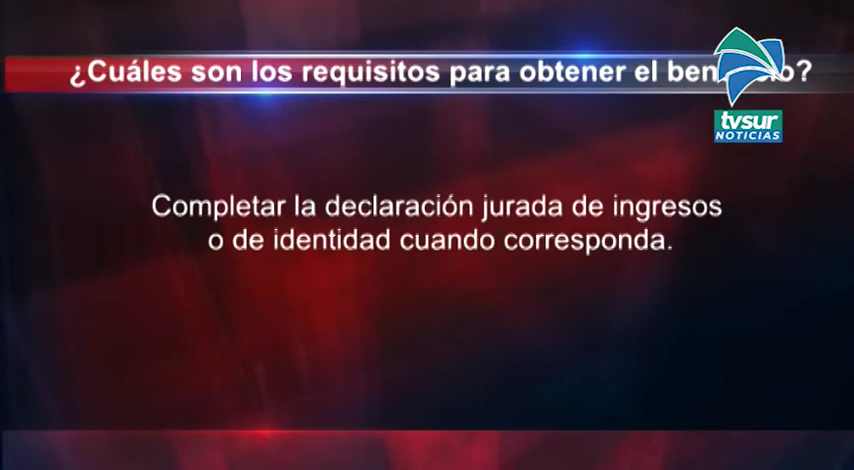 ¿Cuáles son los requisitos para obtener el
tvsur
NOTICIAS
Completar la declaración jurada de ingresos
o de identidad cuando corresponda.